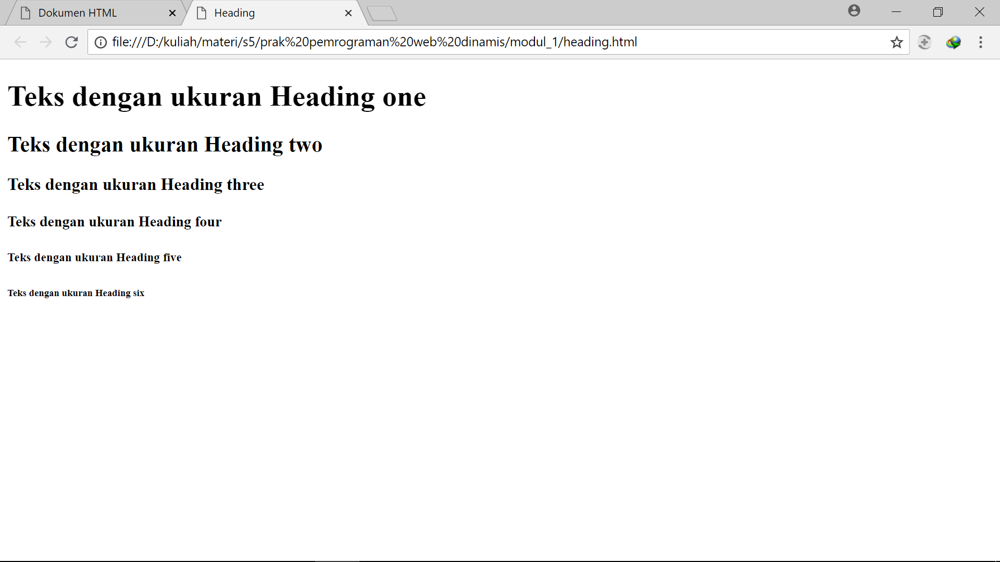 Dokumen HTML
Heading
file:///D:/kuliah/materi/s5/prak%20pemrograman%20web%20dinamis/modul_1/heading.html
Teks dengan ukuran Heading one
Teks dengan ukuran Heading two
Teks dengan ukuran Heading three
Teks dengan ukuran Heading four
Teks dengan ukuran Heading five
Teks dengan ukuran Heading six